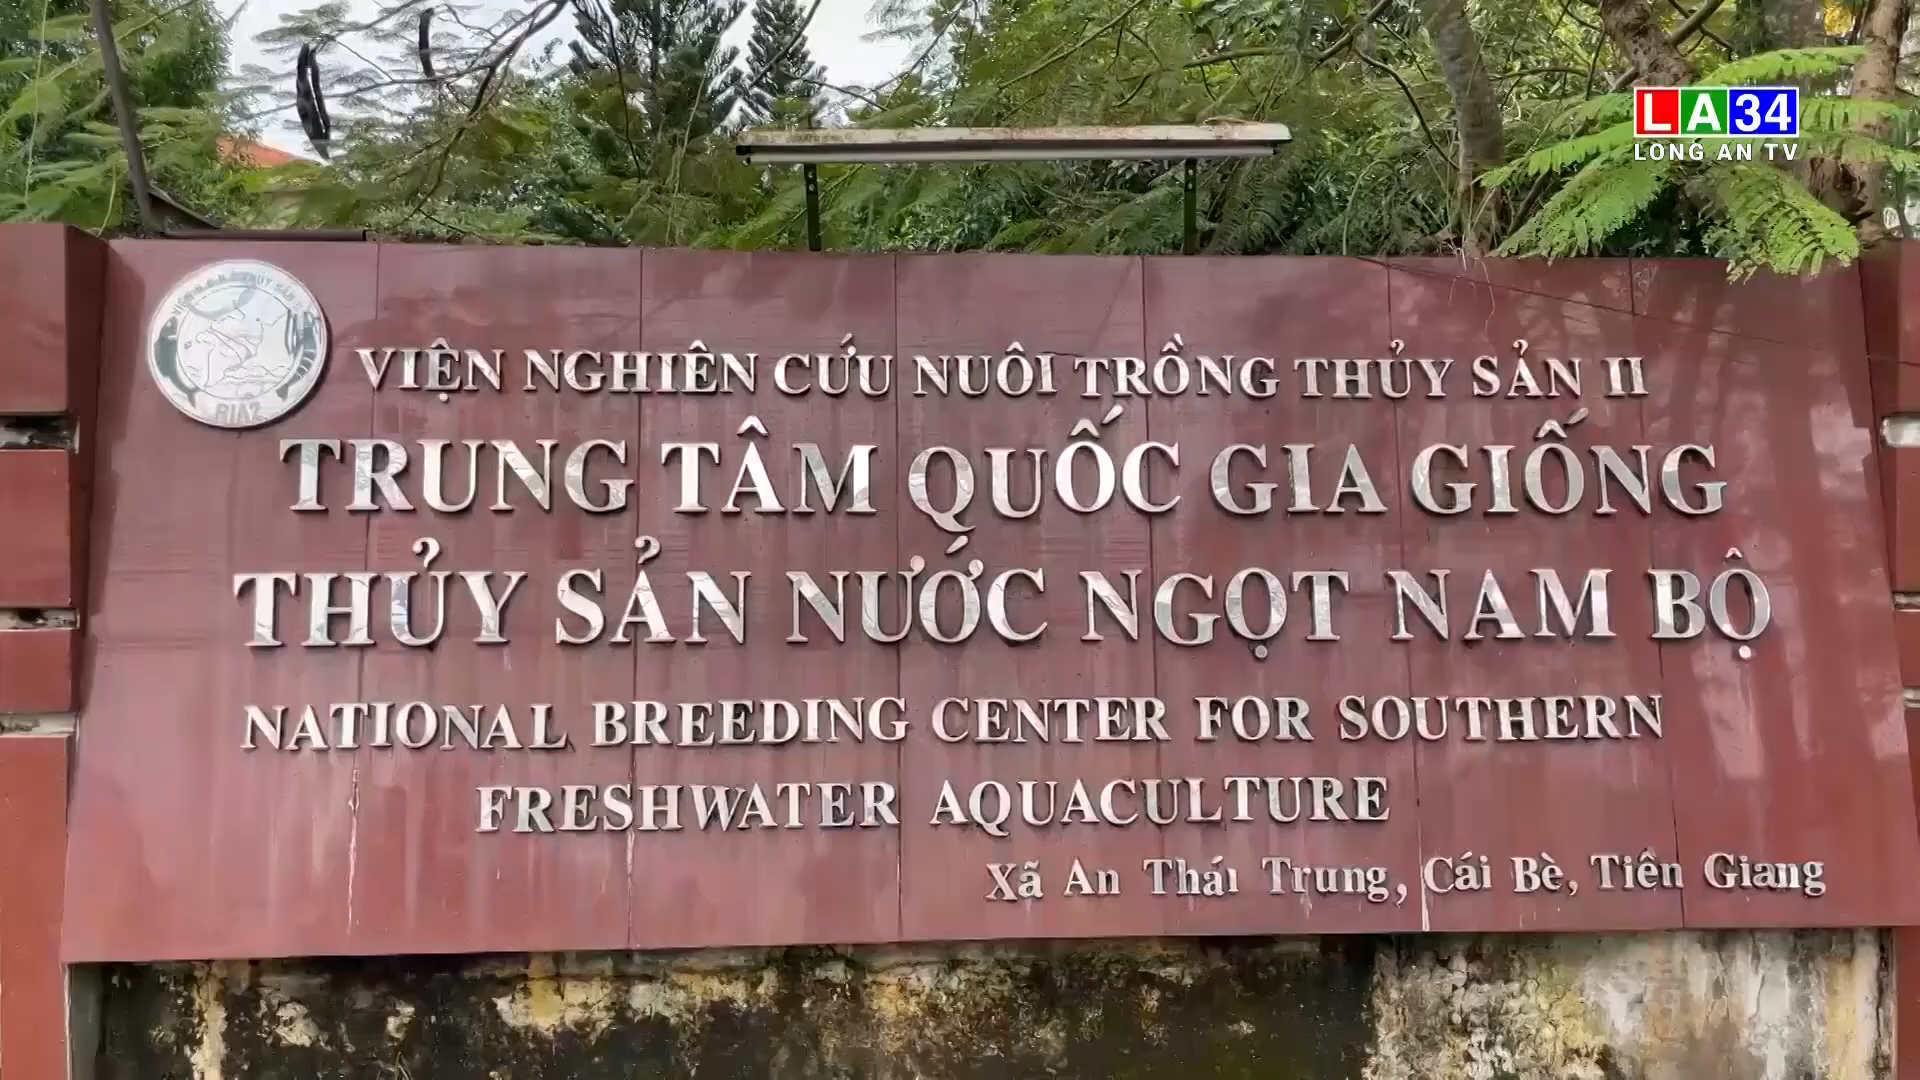 LA34
LONG AN TV
VIỆN NGHIÊN CỨU NUÔI TRỒNG THỦY SẢN II
TRUNG TÂM QUỐC GIA GIỐNG
THỦY SẢN NƯỚC NGỌT NAM BỘ
NATIONAL BREEDING CENTER FOR SOUTHERN
FRESHWATER AQUACULTURE
Xã An Thái Trung, Cái Bè, Tiền Giang
RIA2